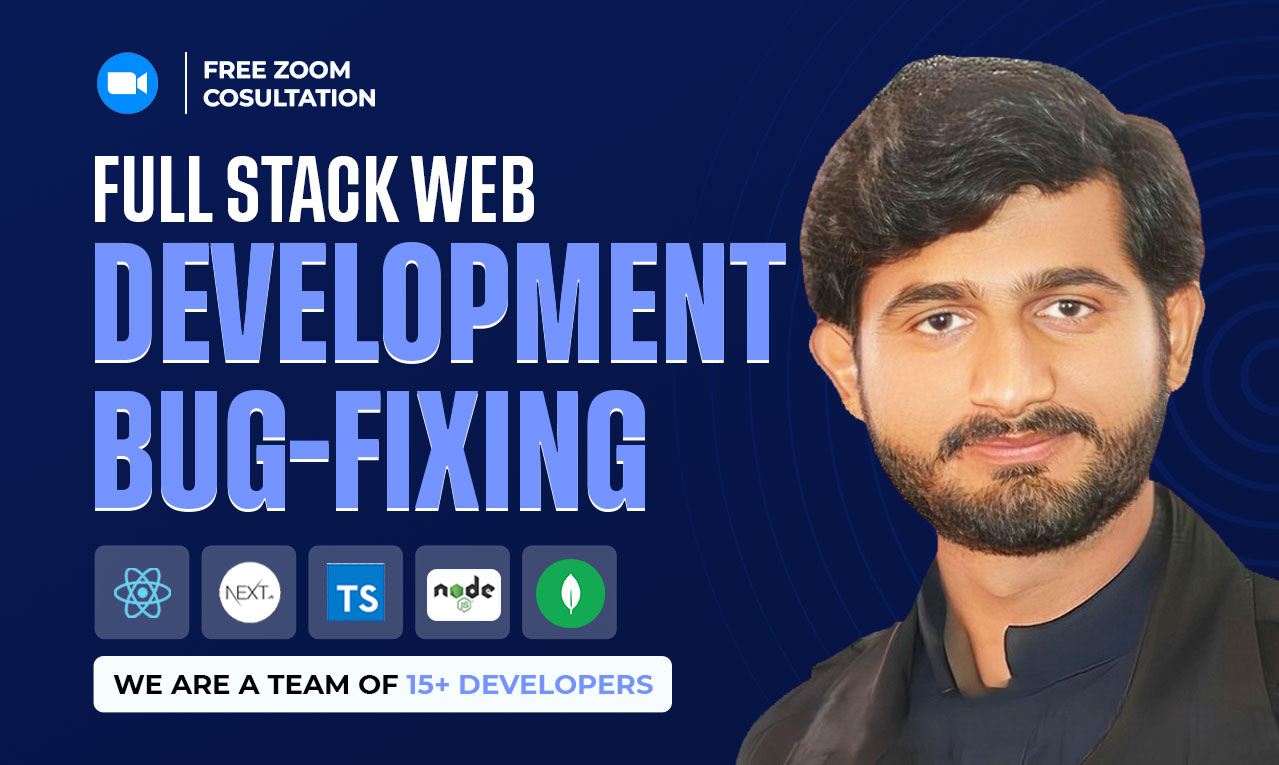 FREE ZOOM
COSULTATION
FULL STACK WEB
DEVELOPMENT
BUG-FIXING
NEXT.JS
TS
node
JS
WE ARE A TEAM OF 15+ DEVELOPERS